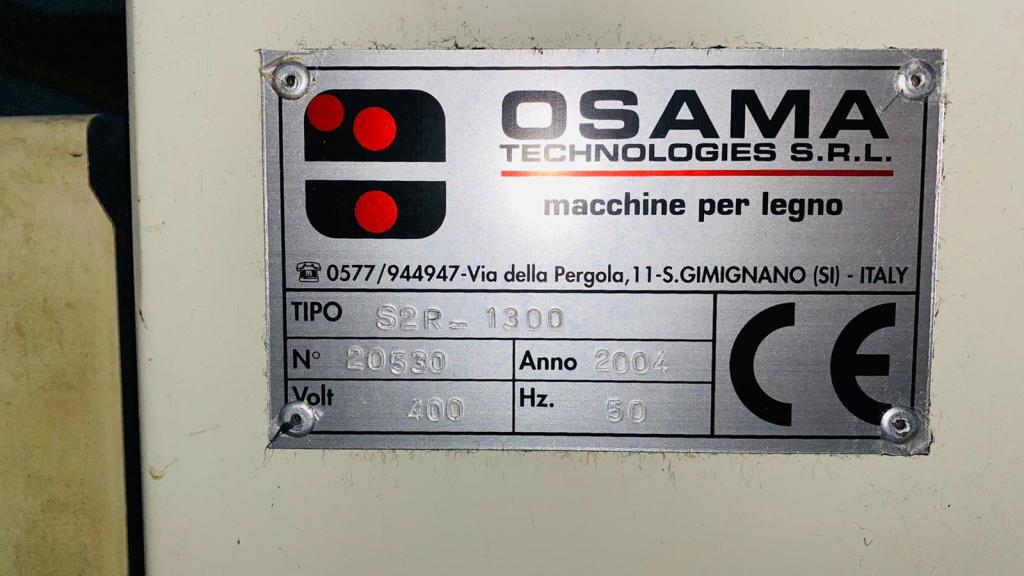 OSAMA
TECHNOLOGIES S.R.L.
macchine per legno
☎ 0577/944947-Via della Pergola, 11-S.GIMIGNANO (SI) - ITALY
TIPO S2R-1300
N° 20530 Anno 2004
Volt 400 Hz. 50
CE